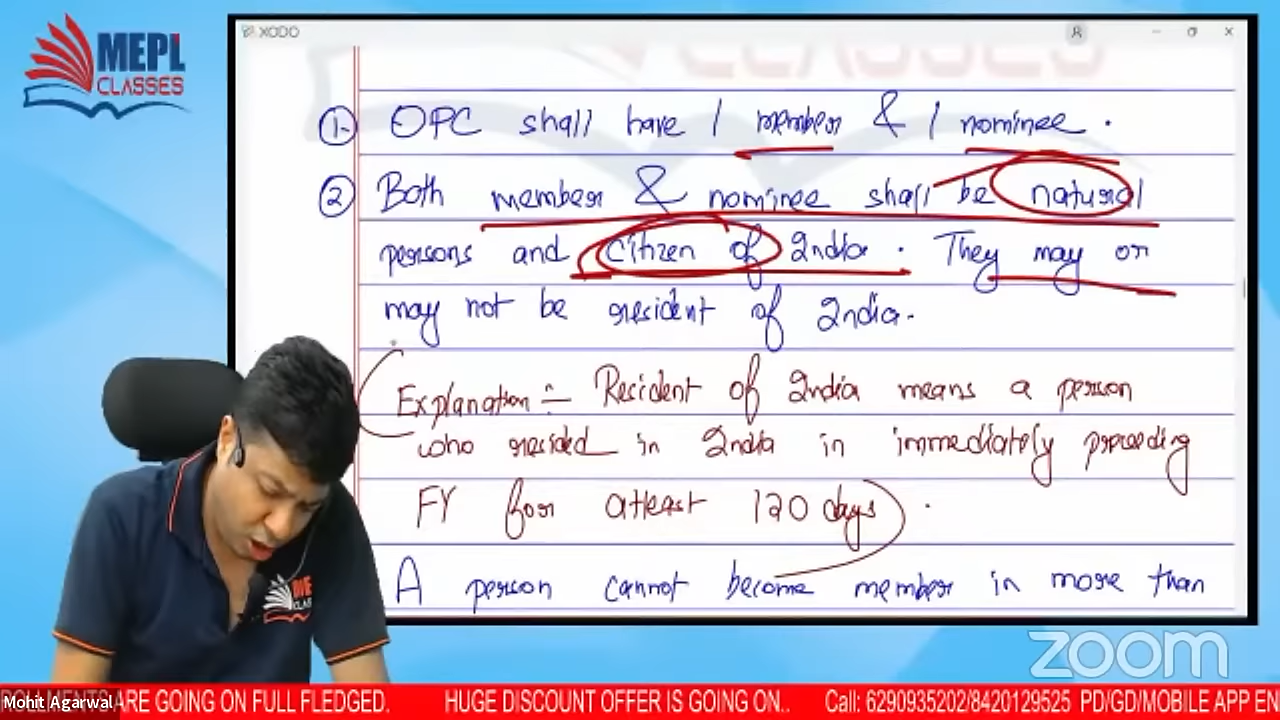 MEPL
CLASSES
XODO
1. OPC shall have 1 member & 1 nominee.
2 Both member & nominee shall be natural
persons and citizen of India. They may or
may not be resident of India.
Explanation:- Resident of India means a person
who resided in India in immediately preceeding
FY for atleast 120 days.
A person cannot become member in more than
zoom
Mohit Agarwal
ROLLMENTS ARE GOING ON FULL FLEDGED. HUGE DISCOUNT OFFER IS GOING ON.. Call: 6290935202/8420129525 PD/GD/MOBILE APP EN